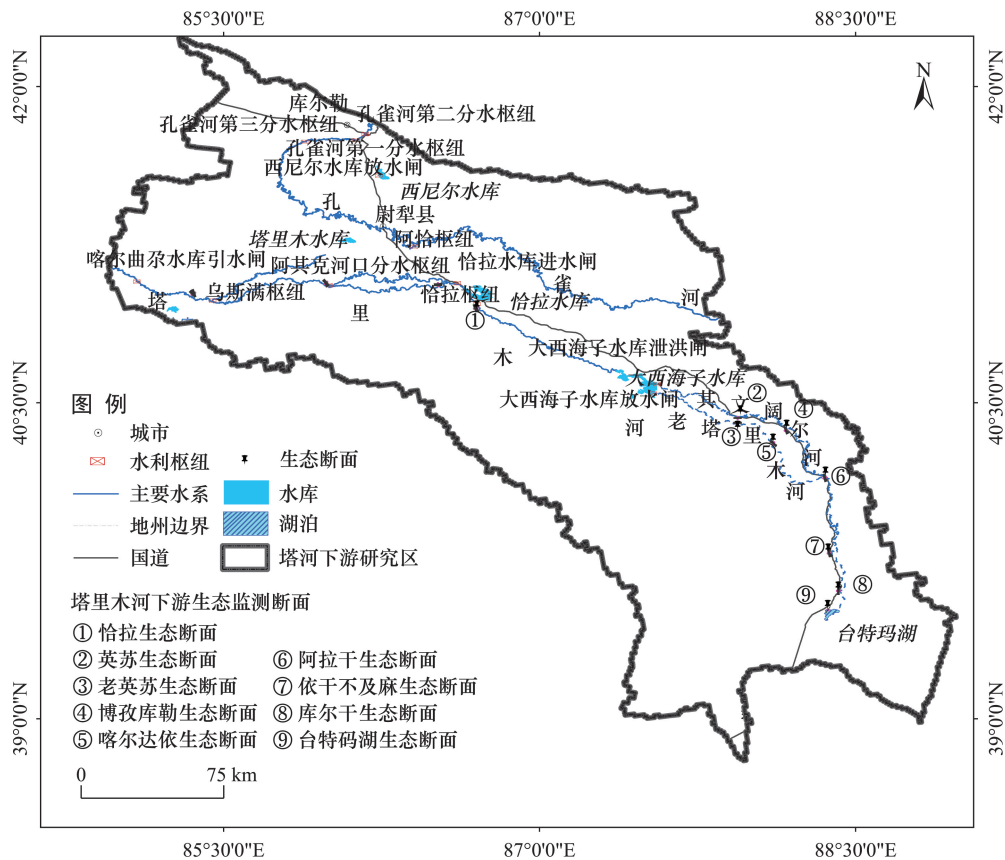 85°30′0″E
87°00′0″E
88°30′0″E
42°0′0″N
42°0′0″N
N
库尔勒
孔雀河第二分水枢纽
孔雀河第三分水枢纽
孔雀河第一分水枢纽
西尼尔水库放水闸
西尼尔水库
孔
尉犁县
塔里木水库
阿恰枢纽
喀尔曲尕水库引水闸
阿其克河口分水枢纽
恰拉水库进水闸
乌斯满枢纽
恰拉枢纽
雀
恰拉水库
河
塔
里
①
木
大西海子水库泄洪闸
大西海子水库
②
40°30′0″N
40°30′0″N
大西海子水库放水闸
其
文
阔
④
河
老
塔
③
里
尔
⑤
河
木
⑥
河
图 例
城市
水利枢纽
生态断面
主要水系
水库
地州边界
湖泊
国道
塔河下游研究区
⑦
⑧
⑨
台特玛湖
塔里木河下游生态监测断面
① 恰拉生态断面
② 英苏生态断面
⑥ 阿拉干生态断面
③ 老英苏生态断面
⑦ 依干不及麻生态断面
④ 博孜库勒生态断面
⑧ 库尔干生态断面
⑤ 喀尔达依生态断面
⑨ 台特码湖生态断面
39°0′0″N
39°0′0″N
0
75 km
85°30′0″E
87°00′0″E
88°30′0″E